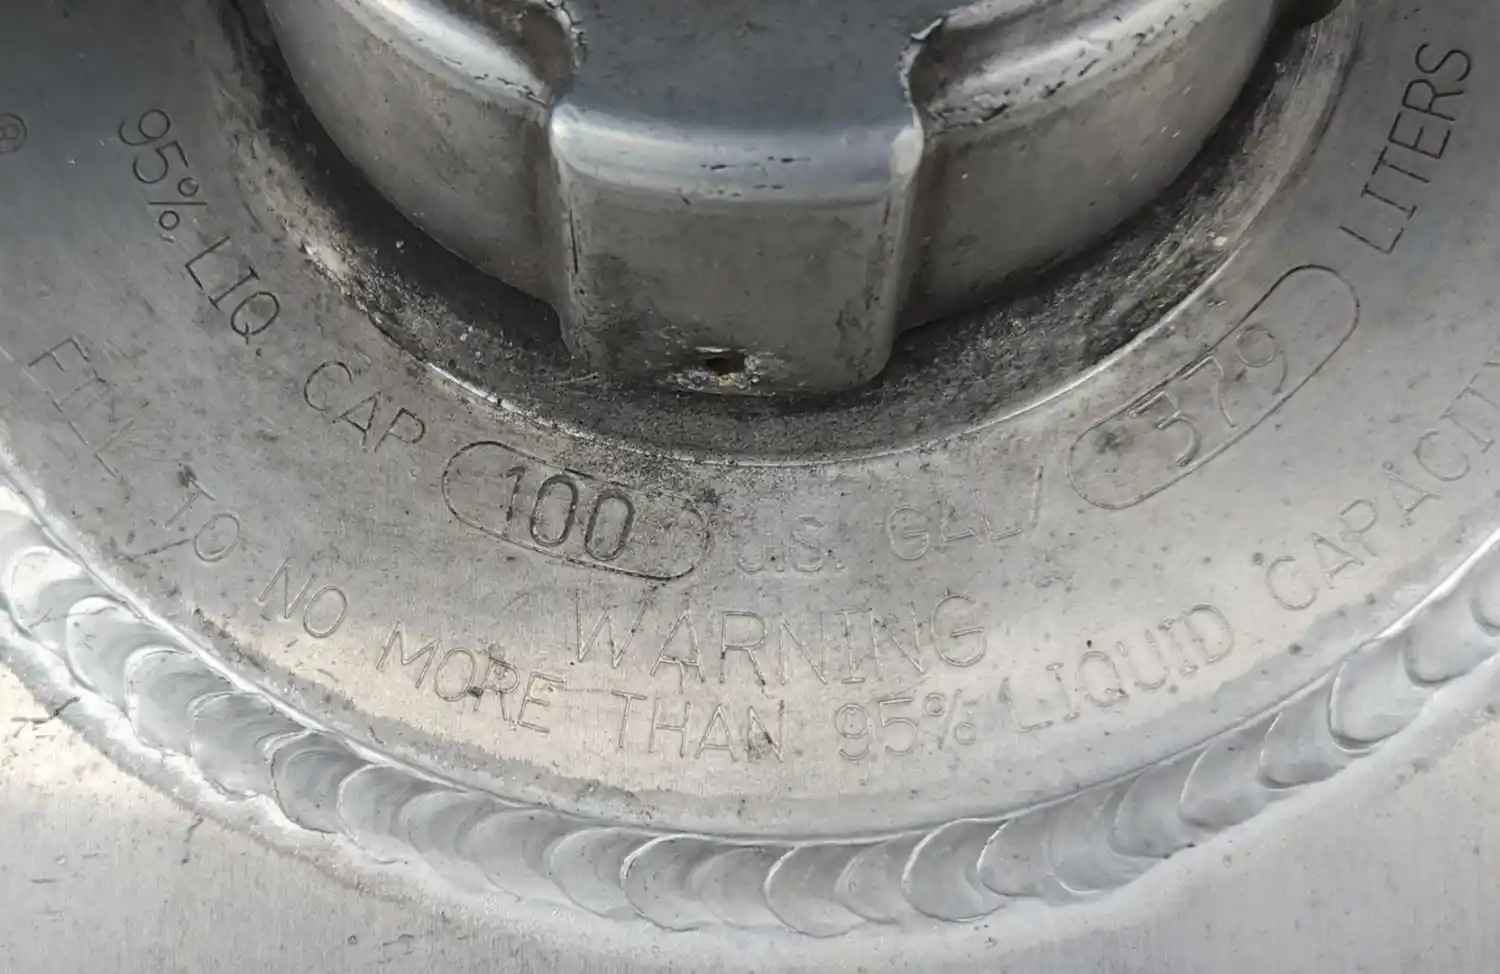 ®
95% LIQ CAP 100 U.S. GAL/ 379 LITERS
WARNING
FILL TO NO MORE THAN 95% LIQUID CAPACITY